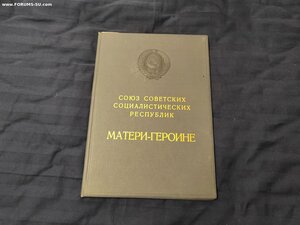 www.FORUMS-SU.com
СОЮЗ СОВЕТСКИХ
СОЦИАЛИСТИЧЕСКИХ
РЕСПУБЛИК
МАТЕРИ-ГЕРОИНЕ